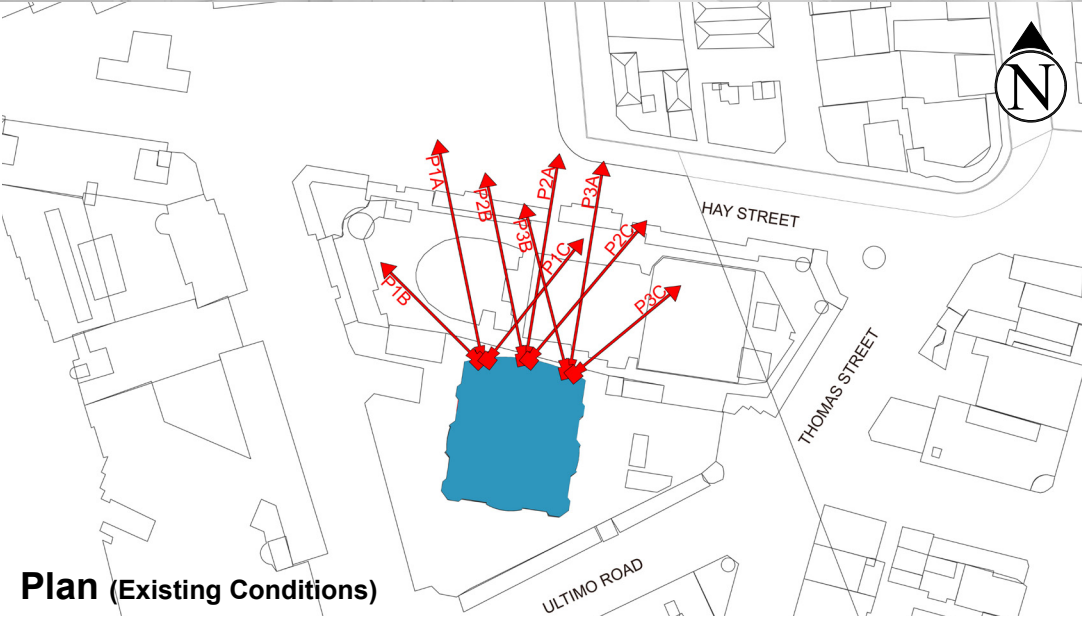 N
P1A
P2B
P2A
P3A
P3B
P1C
P2C
P1B
P3C
HAY STREET
THOMAS STREET
ULTIMO ROAD
Plan (Existing Conditions)